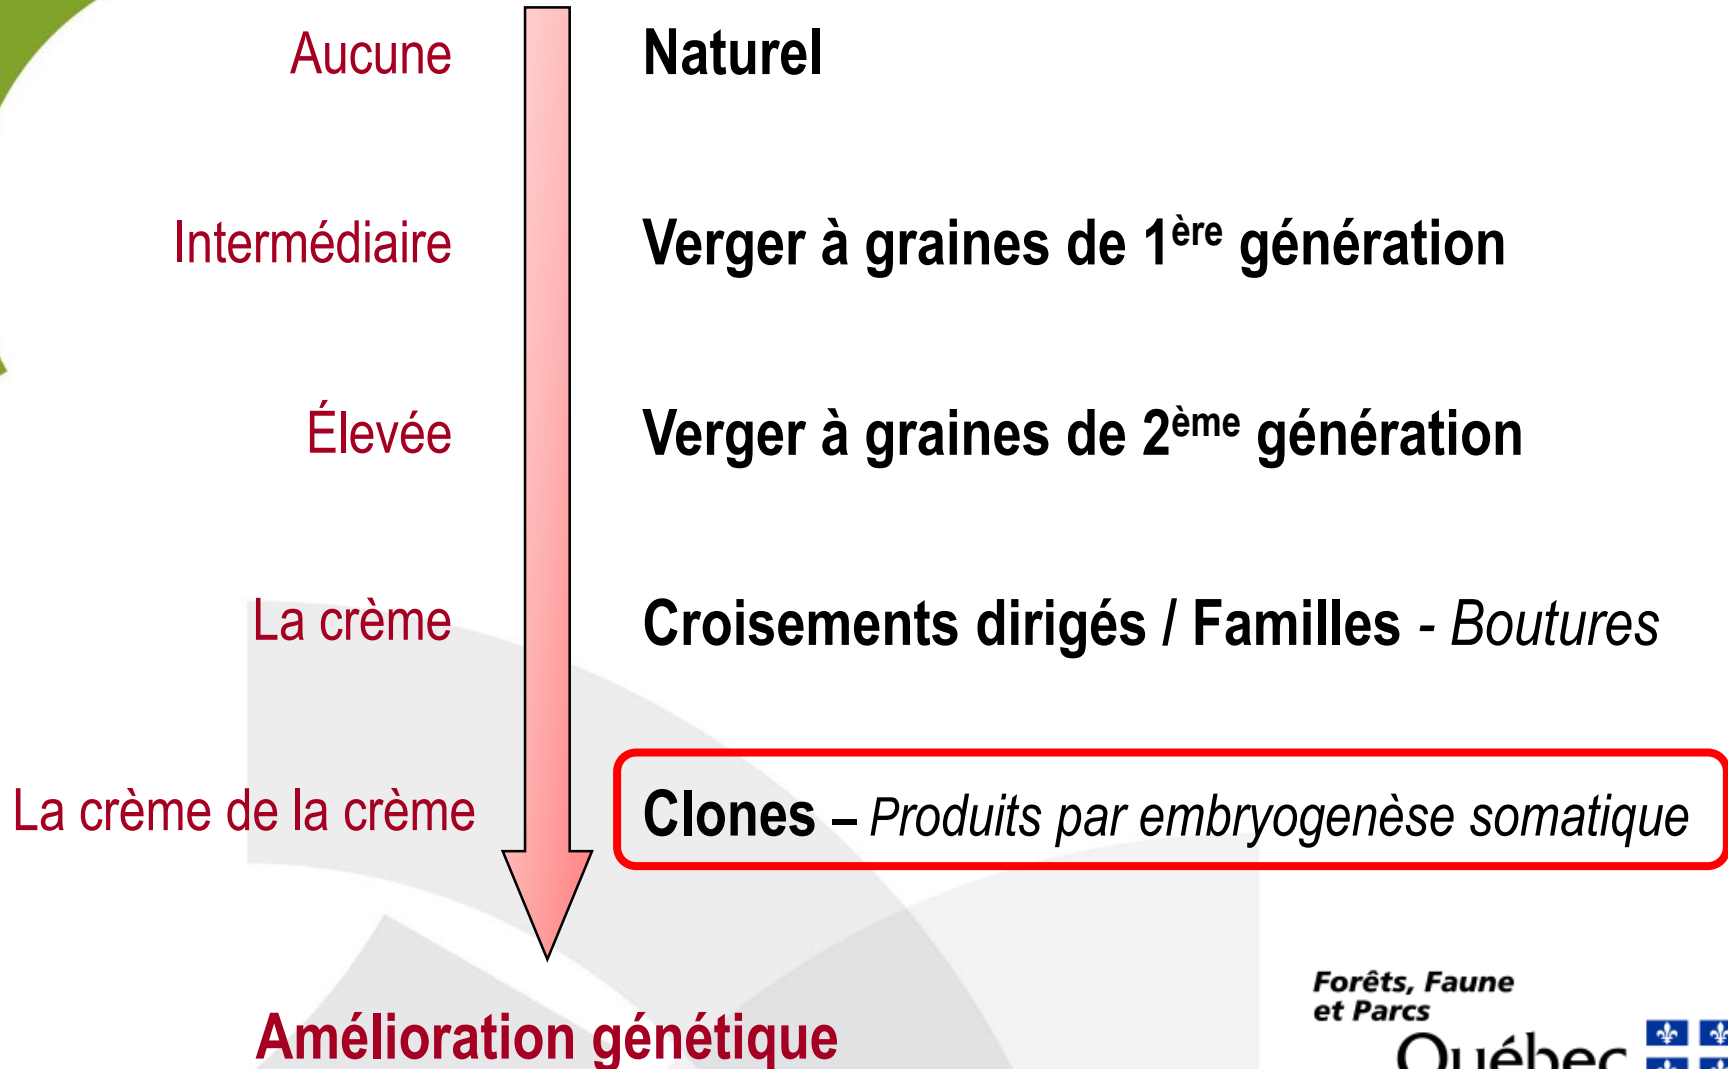 Aucune Naturel
Intermédiaire Verger à graines de 1ère génération
Élevée Verger à graines de 2ème génération
La crème Croisements dirigés / Familles - Boutures
La crème de la crème Clones – Produits par embryogenèse somatique
Amélioration génétique
Forêts, Faune
et Parcs
Québec